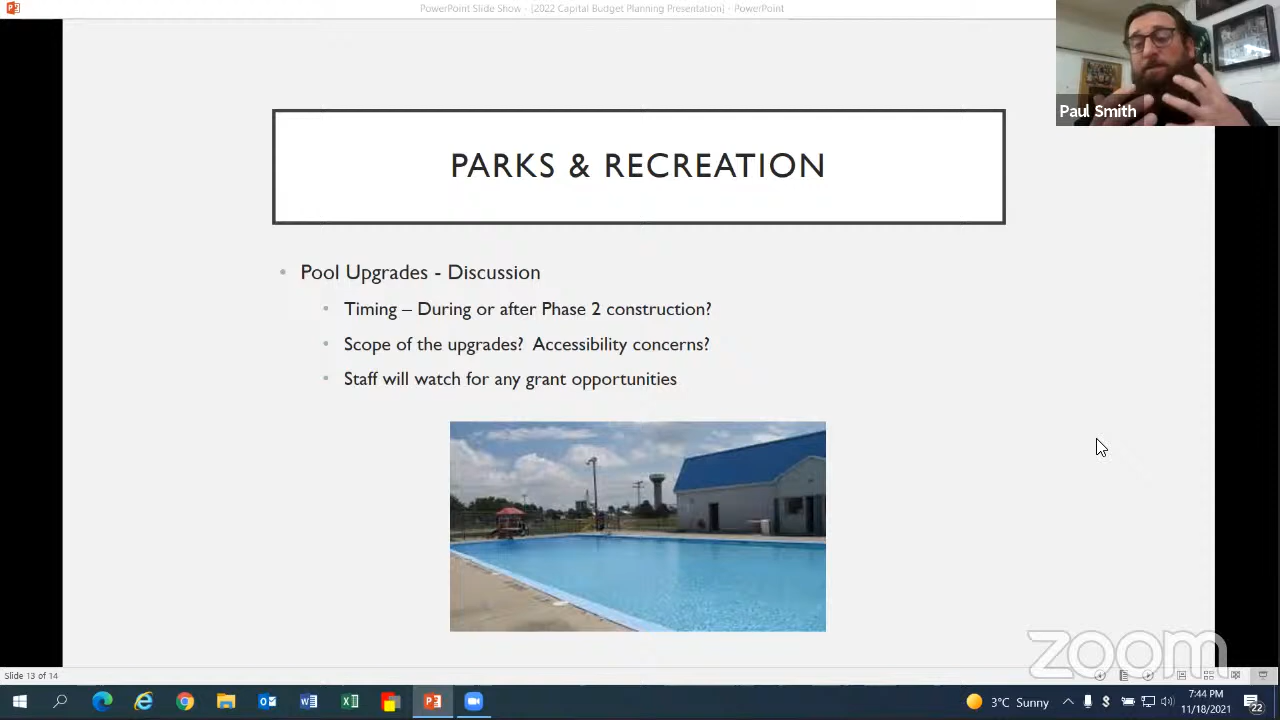 PowerPoint Slide Show - [2022 Capital Budget Planning Presentation] - PowerPoint
Paul Smith
PARKS & RECREATION
• Pool Upgrades - Discussion
• Timing – During or after Phase 2 construction?
• Scope of the upgrades?  Accessibility concerns?
• Staff will watch for any grant opportunities
zoom
Slide 13 of 14
3°C Sunny
7:44 PM
11/18/2021
22